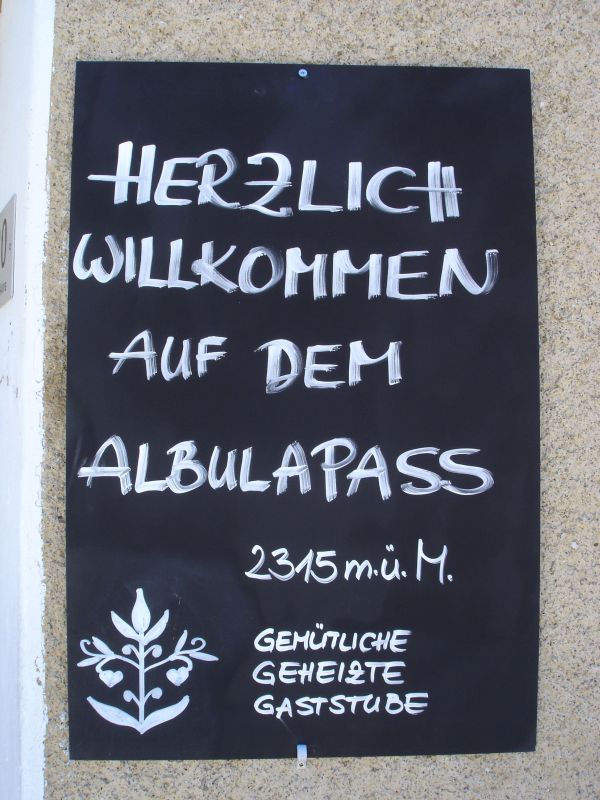 HERZLICH
WILLKOMMEN
AUF DEM
ALBULAPASS
2315 m.ü.M.
GEMÜTLICHE
GEHEIZTE
GASTSTUBE